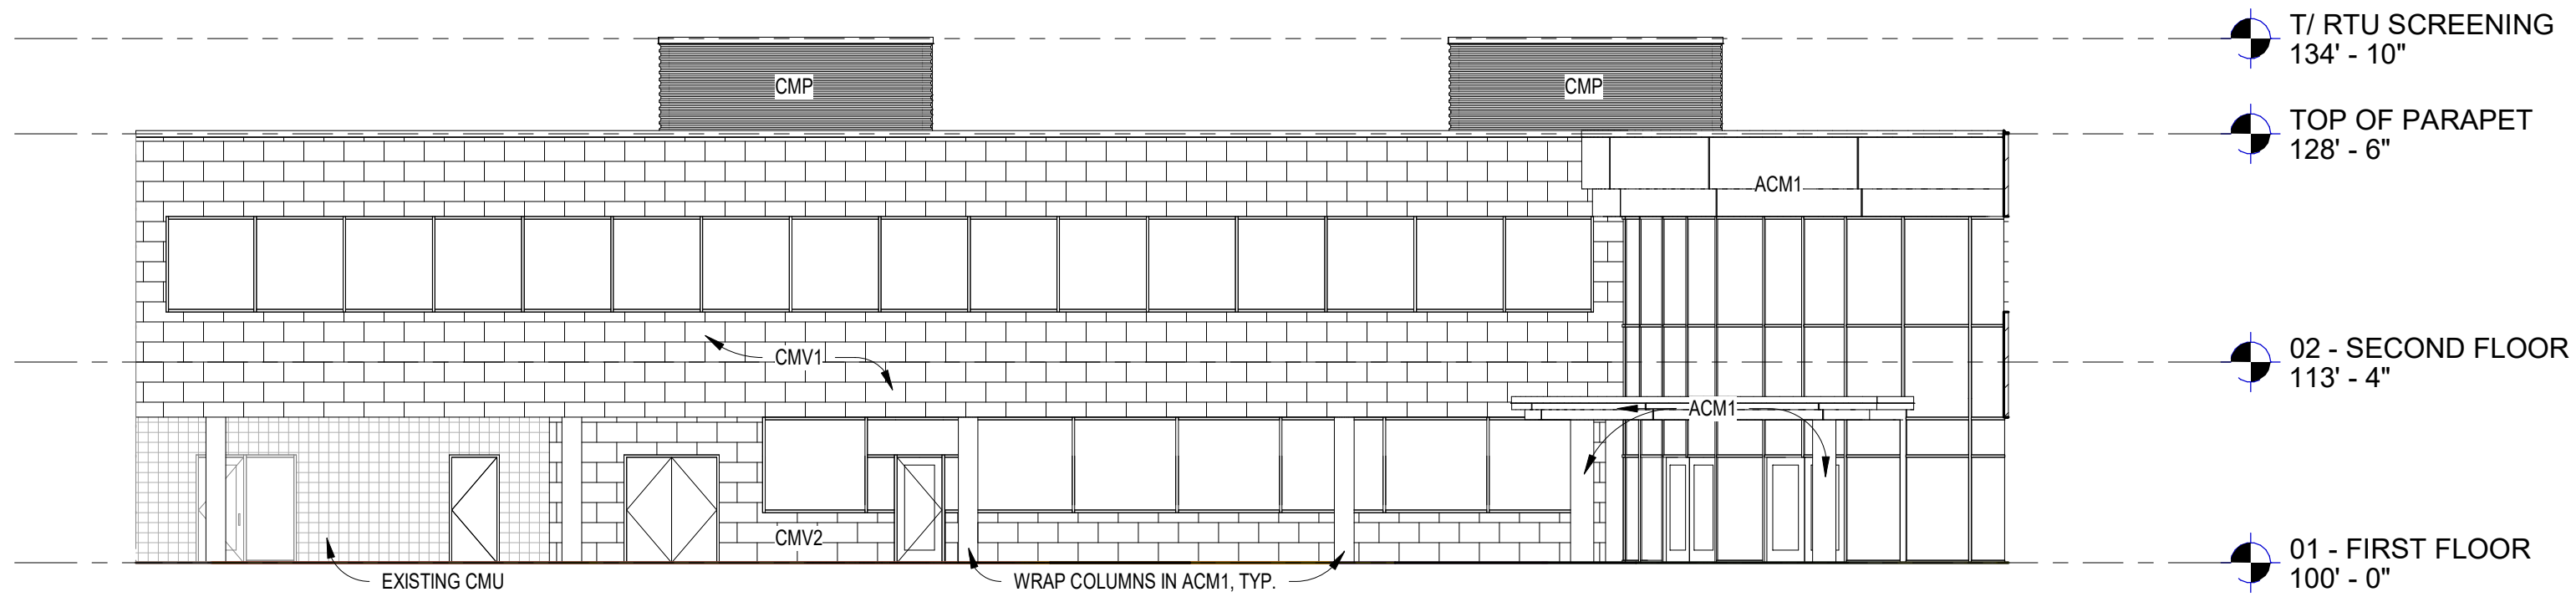 T/ RTU SCREENING
134' - 10"
CMP
CMP
TOP OF PARAPET
128' - 6"
ACM1
02 - SECOND FLOOR
113' - 4"
CMV1
ACM1
CMV2
01 - FIRST FLOOR
100' - 0"
EXISTING CMU
WRAP COLUMNS IN ACM1, TYP.